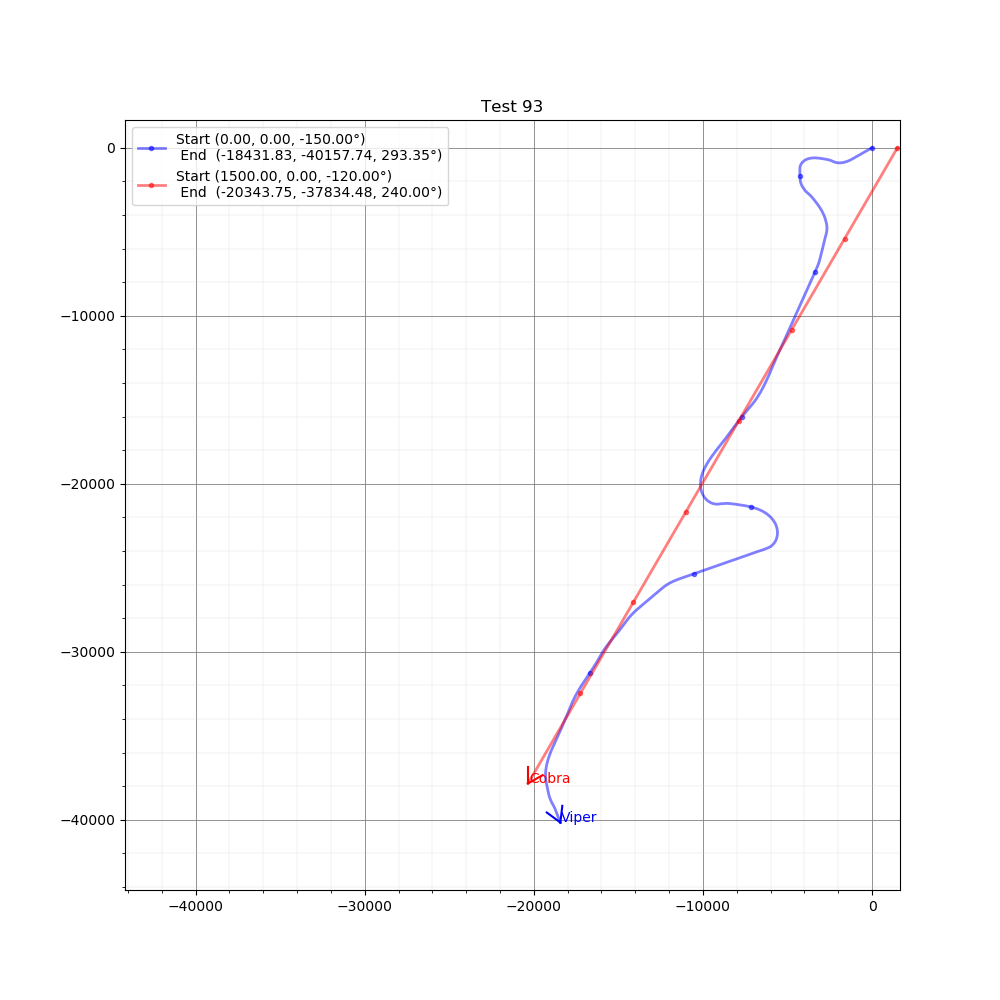 Test 93
Start (0.00, 0.00, -150.00°)
End (-18431.83, -40157.74, 293.35°)
Start (1500.00, 0.00, -120.00°)
End (-20343.75, -37834.48, 240.00°)
0
−10000
−20000
−30000
−40000
Cobra
Viper
−40000
−30000
−20000
−10000
0